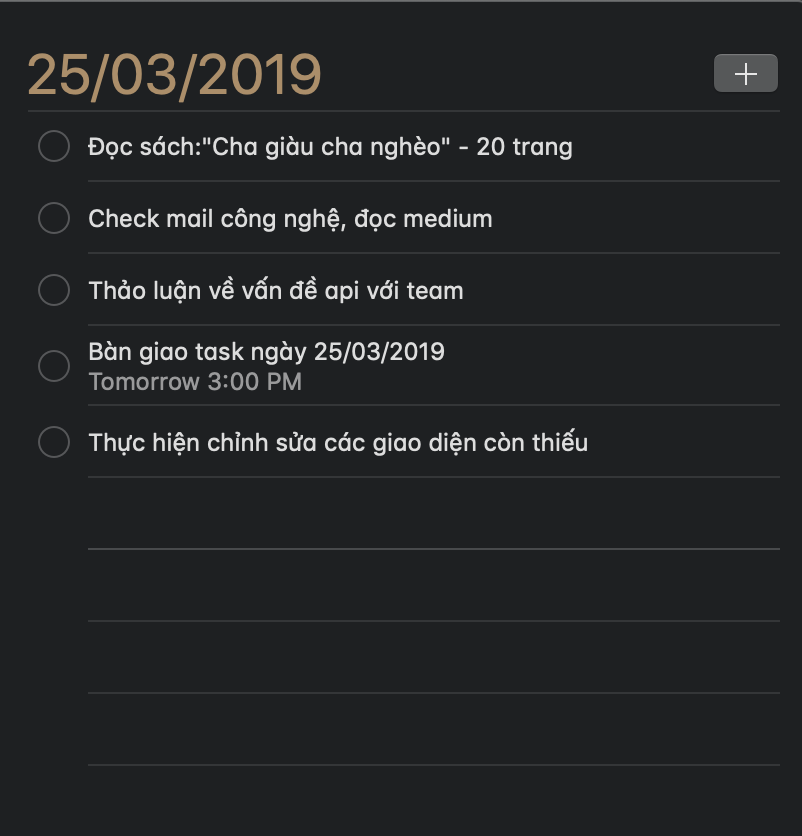 25/03/2019
Đọc sách:"Cha giàu cha nghèo" - 20 trang
Check mail công nghệ, đọc medium
Thảo luận về vấn đề api với team
Bàn giao task ngày 25/03/2019
Tomorrow 3:00 PM
Thực hiện chỉnh sửa các giao diện còn thiếu